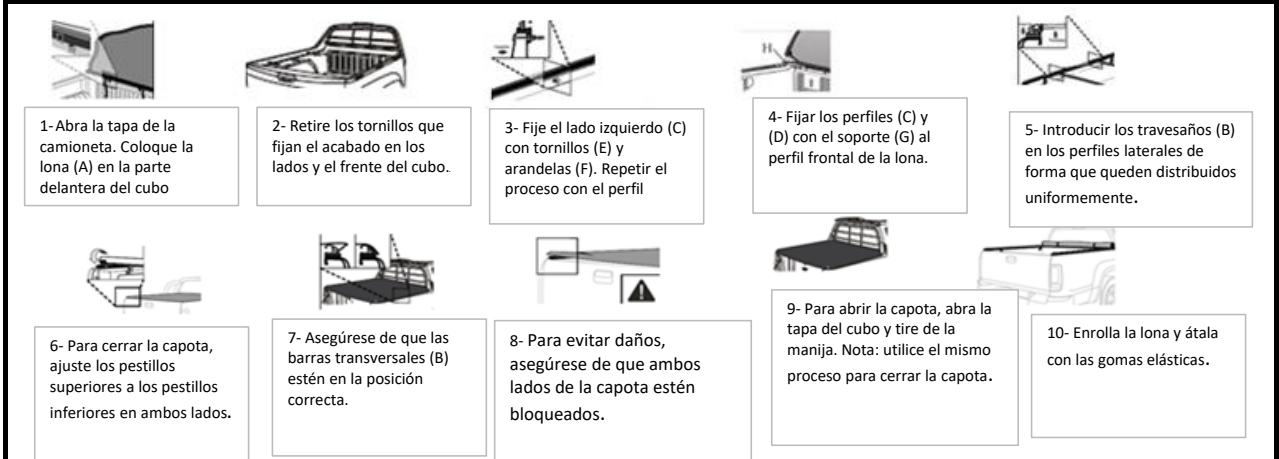 1- Abra la tapa de la
camioneta. Coloque la
lona (A) en la parte
delantera del cubo
2- Retire los tornillos que
fijan el acabado en los
lados y el frente del cubo.
3- Fije el lado izquierdo (C)
con tornillos (E) y
arandelas (F). Repetir el
proceso con el perfil
H
4- Fijar los perfiles (C) y
(D) con el soporte (G) al
perfil frontal de la lona.
5- Introducir los travesaños (B)
en los perfiles laterales de
forma que queden distribuidos
uniformemente.
6- Para cerrar la capota,
ajuste los pestillos
superiores a los pestillos
inferiores en ambos lados.
7- Asegúrese de que las
barras transversales (B)
estén en la posición
correcta.
8- Para evitar daños,
asegúrese de que ambos
lados de la capota estén
bloqueados.
9- Para abrir la capota, abra la
tapa del cubo y tire de la
manija. Nota: utilice el mismo
proceso para cerrar la capota.
10- Enrolla la lona y átala
con las gomas elásticas.